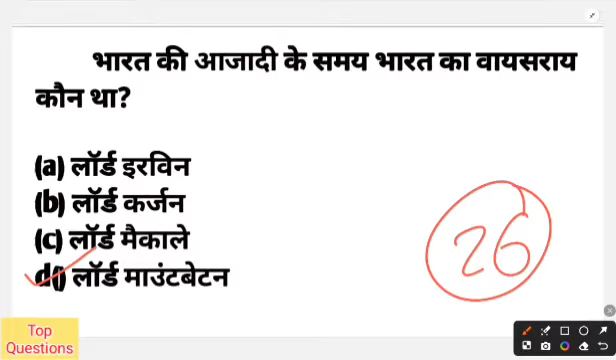 भारत की आजादी के समय भारत का वायसराय
कौन था?
(a) लॉर्ड इरविन
(b) लॉर्ड कर्जन
(c) लॉर्ड मैकाले
d() लॉर्ड माउंटबेटन
26
Top
Questions